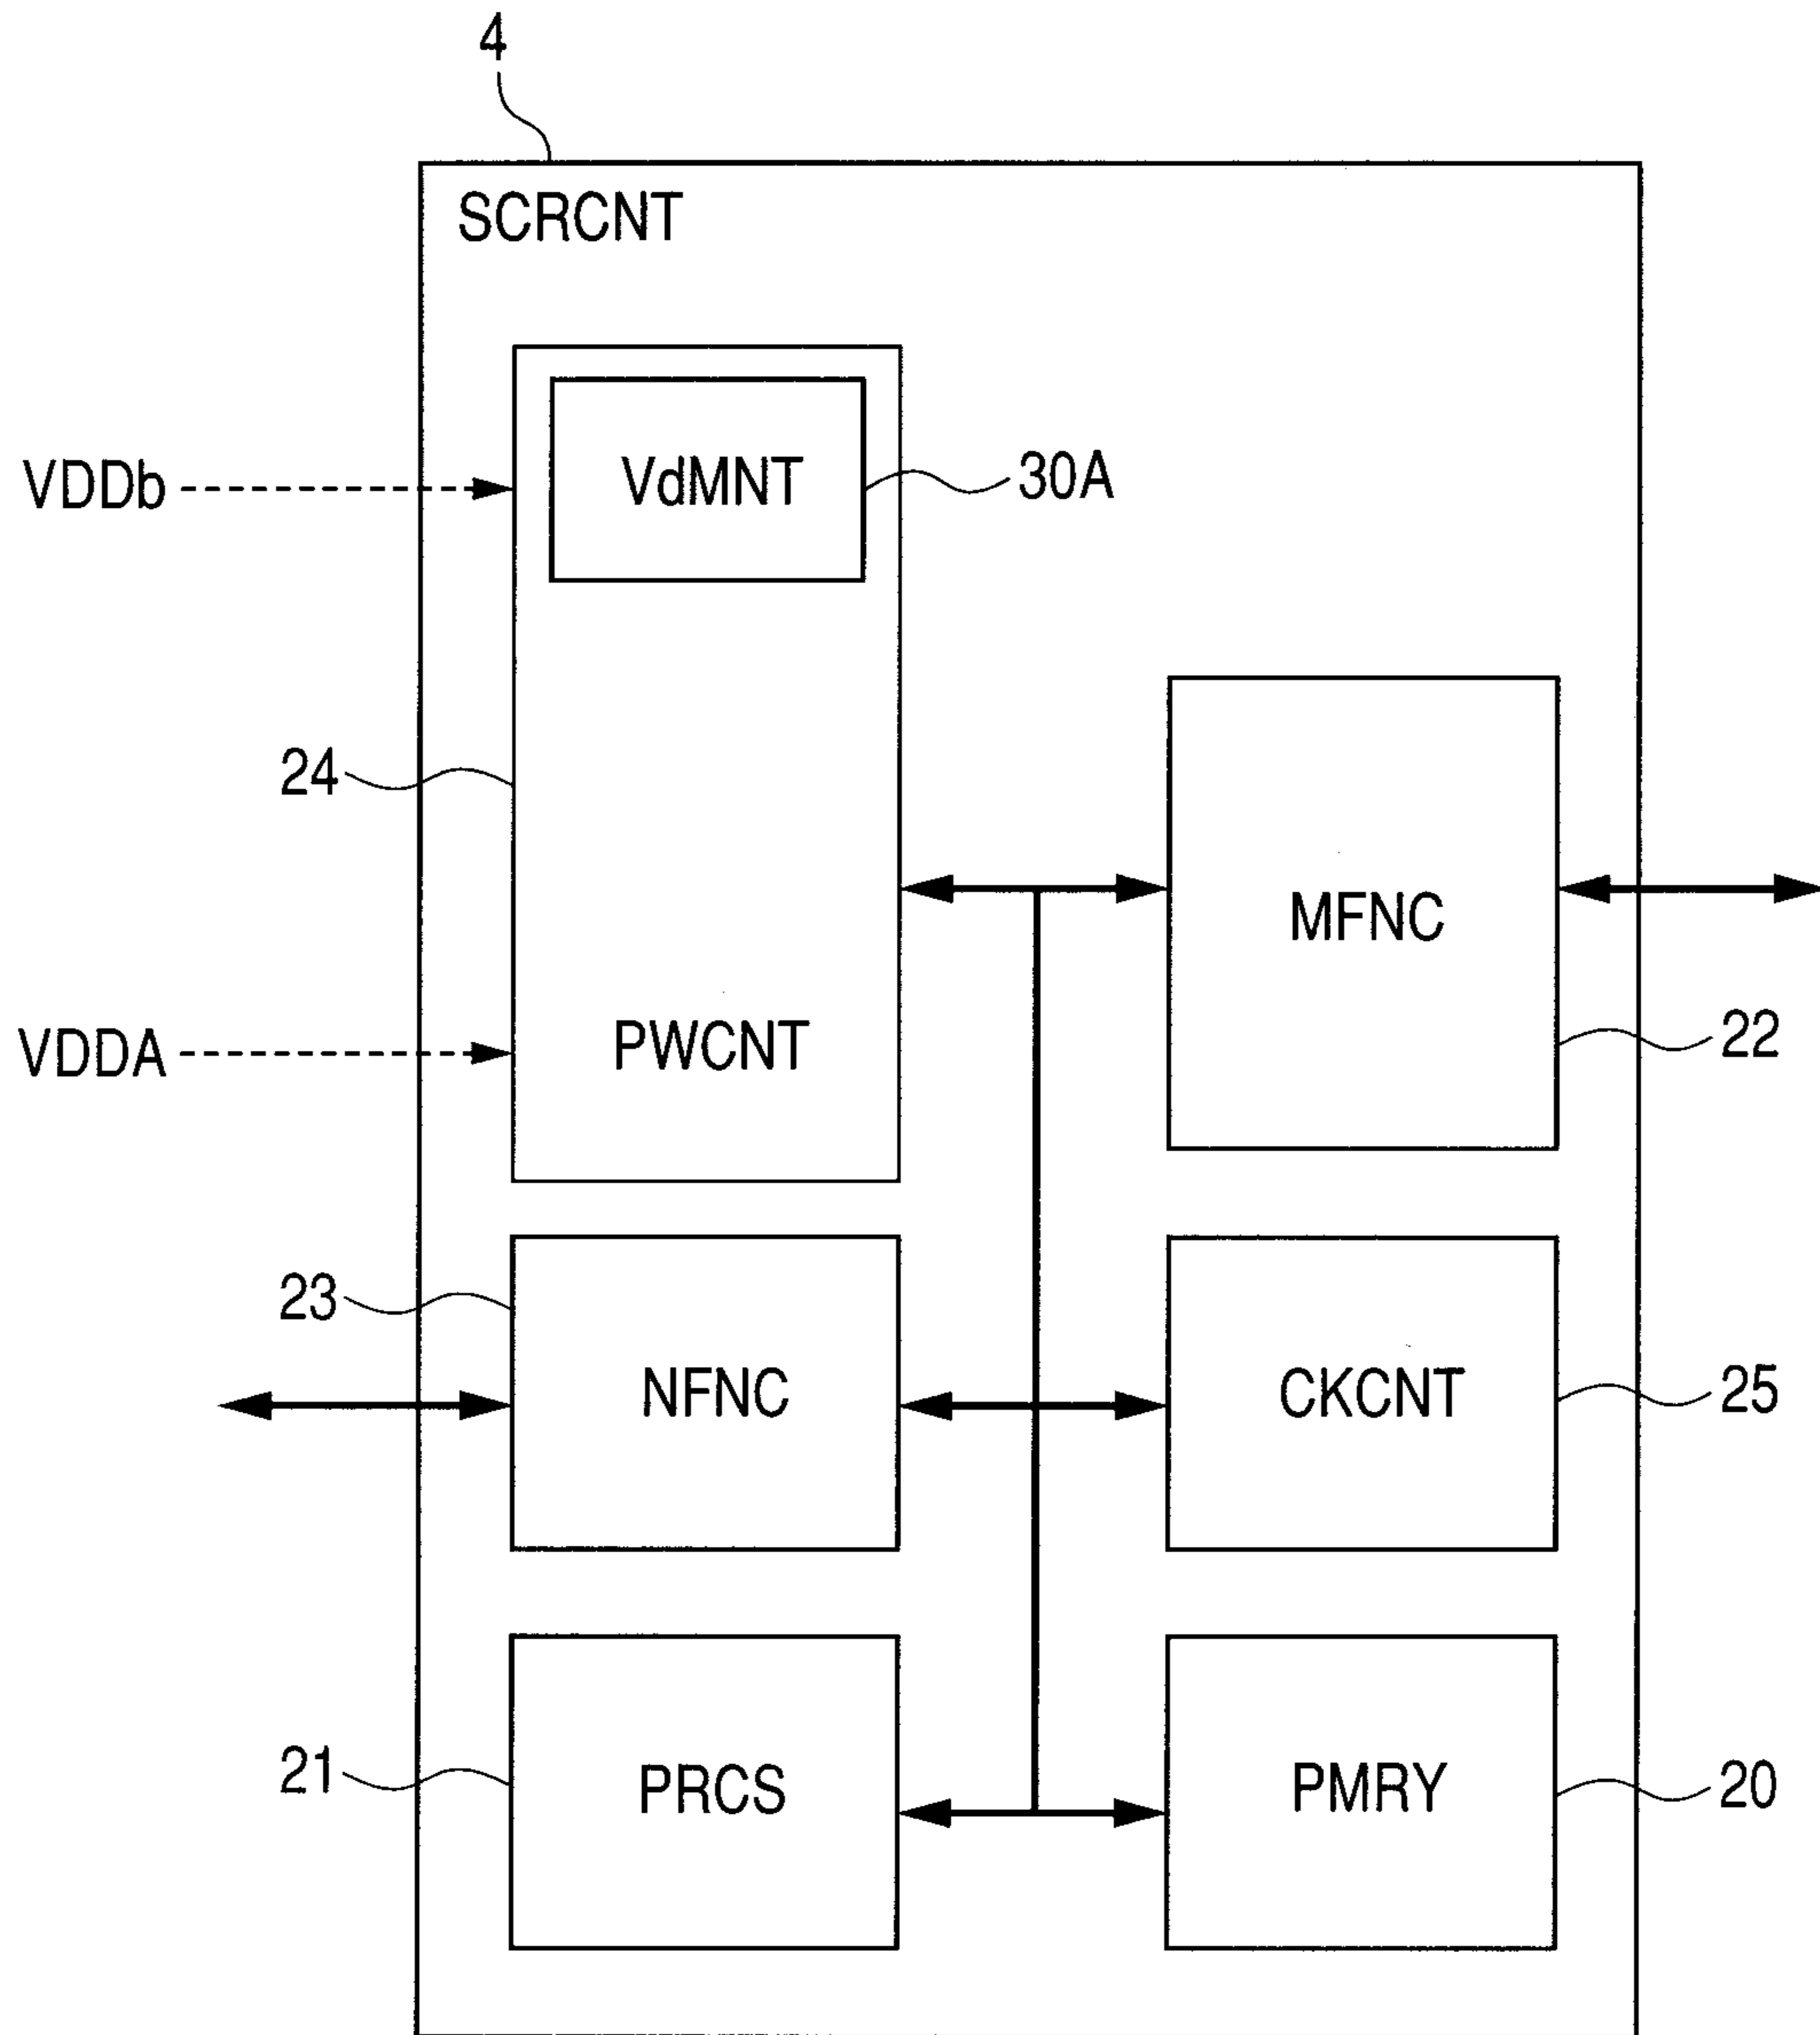 4
SCRCNT
VDDb
VdMNT
30A
24
MFNC
VDDA
PWCNT
22
23
NFNC
CKCNT
25
21
PRCS
PMRY
20